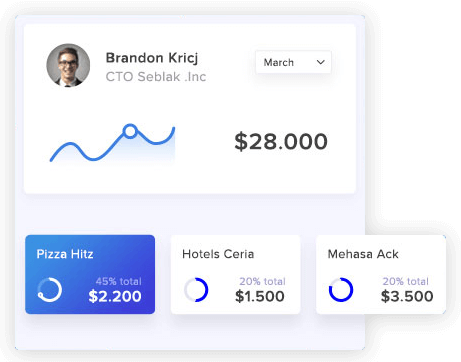 Brandon Kricj
CTO Seblak .Inc
March
$28.000
Pizza Hitz
45% total
$2.200
Hotels Ceria
20% total
$1.500
Mehasa Ack
20% total
$3.500